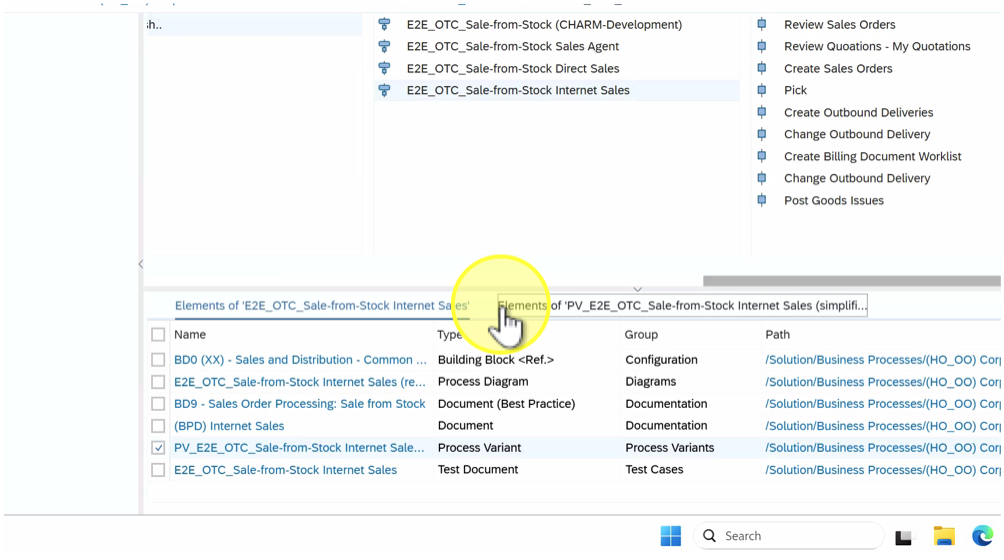 sh..
E2E_OTC_Sale-from-Stock (CHARM-Development)
E2E_OTC_Sale-from-Stock Sales Agent
E2E_OTC_Sale-from-Stock Direct Sales
E2E_OTC_Sale-from-Stock Internet Sales
Review Sales Orders
Review Quoations - My Quotations
Create Sales Orders
Pick
Create Outbound Deliveries
Change Outbound Delivery
Create Billing Document Worklist
Change Outbound Delivery
Post Goods Issues
Elements of 'E2E_OTC_Sale-from-Stock Internet Sales' Elements of 'PV_E2E_OTC_Sale-from-Stock Internet Sales (simplifi...
Name Type Group Path
BD0 (XX) - Sales and Distribution - Common ... Building Block <Ref.> Configuration /Solution/Business Processes/(HO_OO) Corp
E2E_OTC_Sale-from-Stock Internet Sales (re... Process Diagram Diagrams /Solution/Business Processes/(HO_OO) Corp
BD9 - Sales Order Processing: Sale from Stock Document (Best Practice) Documentation /Solution/Business Processes/(HO_OO) Corp
(BPD) Internet Sales Document Documentation /Solution/Business Processes/(HO_OO) Corp
PV_E2E_OTC_Sale-from-Stock Internet Sale... Process Variant Process Variants /Solution/Business Processes/(HO_OO) Corp
E2E_OTC_Sale-from-Stock Internet Sales Test Document Test Cases /Solution/Business Processes/(HO_OO) Corp
Search